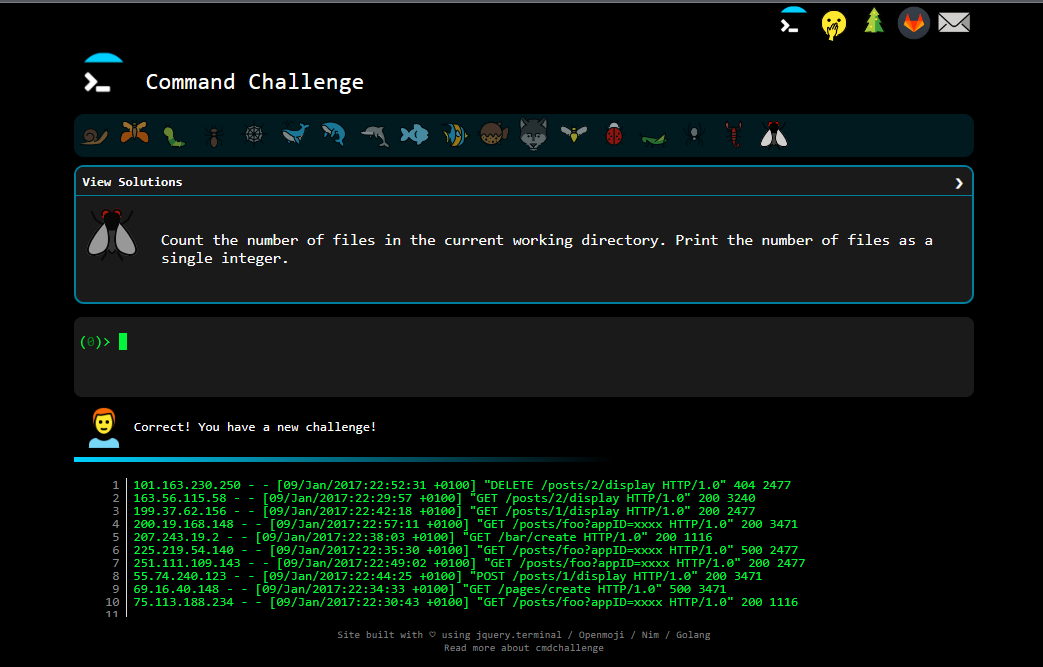 Command Challenge
View Solutions ❯
Count the number of files in the current working directory. Print the number of files as a
single integer.
(0)>
Correct! You have a new challenge!
1 101.163.230.250 - - [09/Jan/2017:22:52:31 +0100] "DELETE /posts/2/display HTTP/1.0" 404 2477
2 163.56.115.58 - - [09/Jan/2017:22:29:57 +0100] "GET /posts/2/display HTTP/1.0" 200 3240
3 199.37.62.156 - - [09/Jan/2017:22:42:18 +0100] "GET /posts/1/display HTTP/1.0" 200 2477
4 200.19.168.148 - - [09/Jan/2017:22:57:11 +0100] "GET /posts/foo?appID=xxxx HTTP/1.0" 200 3471
5 207.243.19.2 - - [09/Jan/2017:22:38:03 +0100] "GET /bar/create HTTP/1.0" 200 1116
6 225.219.54.140 - - [09/Jan/2017:22:35:30 +0100] "GET /posts/foo?appID=xxxx HTTP/1.0" 500 2477
7 251.111.109.143 - - [09/Jan/2017:22:49:02 +0100] "GET /posts/foo?appID=xxxx HTTP/1.0" 200 2477
8 55.74.240.123 - - [09/Jan/2017:22:44:25 +0100] "POST /posts/1/display HTTP/1.0" 200 3471
9 69.16.40.148 - - [09/Jan/2017:22:34:33 +0100] "GET /pages/create HTTP/1.0" 500 3471
10 75.113.188.234 - - [09/Jan/2017:22:30:43 +0100] "GET /posts/foo?appID=xxxx HTTP/1.0" 200 1116
11
Site built with ♡ using jquery.terminal / Openmoji / Nim / Golang
Read more about cmdchallenge